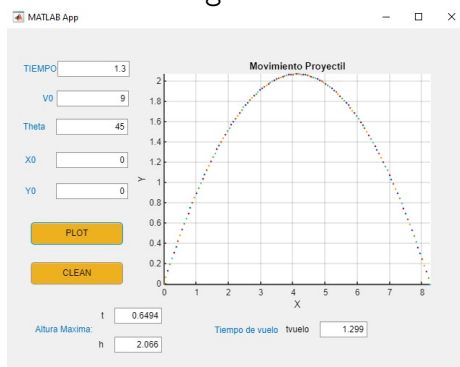 MATLAB App
TIEMPO 1.3
V0 9
Theta 45
X0 0
Y0 0
PLOT
CLEAN
Movimiento Proyectil
Y
2
1.8
1.6
1.4
1.2
1
0.8
0.6
0.4
0.2
0
0 1 2 3 4 5 6 7 8
X
Altura Maxima:
t 0.6494
h 2.066
Tiempo de vuelo tvuelo 1.299